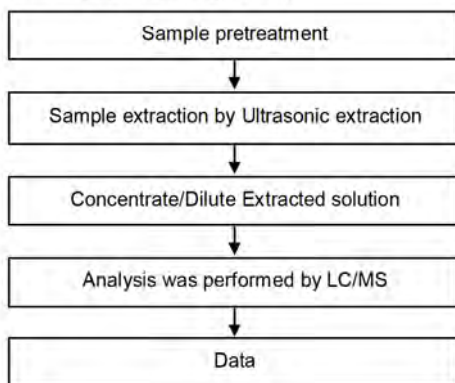 Sample pretreatment
Sample extraction by Ultrasonic extraction
Concentrate/Dilute Extracted solution
Analysis was performed by LC/MS
Data